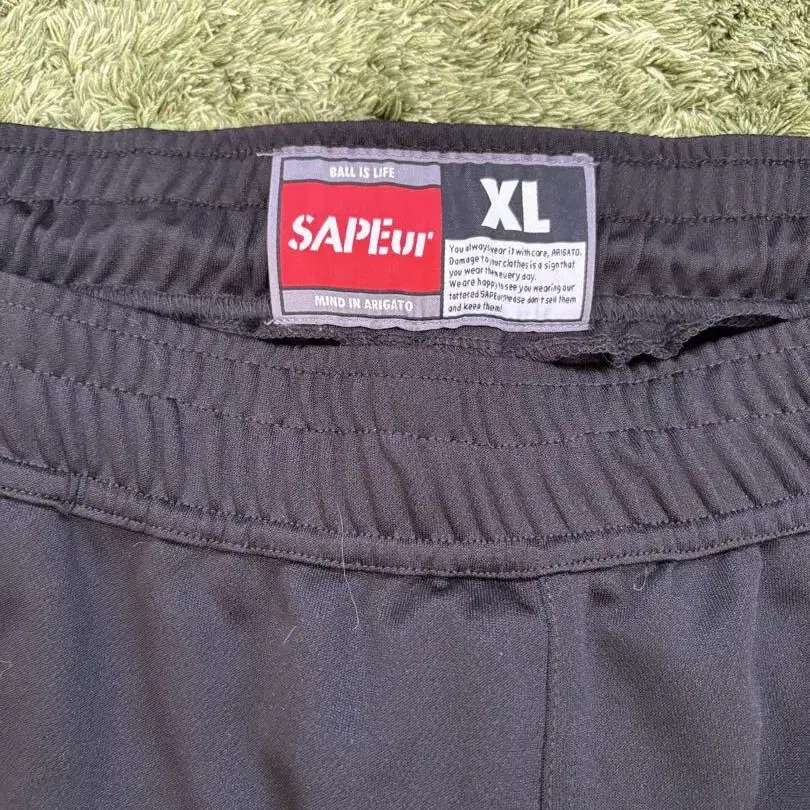 BALL IS LIFE
SAPEur
MIND IN ARIGATO
XL
You always wear it with care, ARIGATO.
Damage to your clothes is a sign that
you wear them every day.
We are happy to see you wearing our
tattered SAPEur please don't sell them
and keep them!